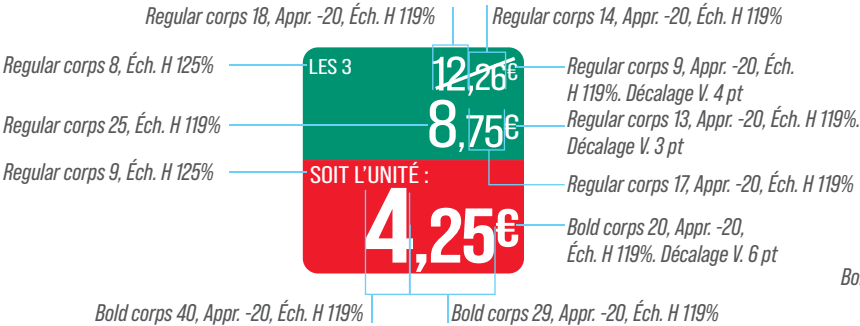 Regular corps 18, Appr. -20, Éch. H 119%
Regular corps 14, Appr. -20, Éch. H 119%
Regular corps 8, Éch. H 125%
LES 3
12,26€
Regular corps 9, Appr. -20, Éch.
H 119%. Décalage V. 4 pt
Regular corps 25, Éch. H 119%
8,75€
Regular corps 13, Appr. -20, Éch. H 119%.
Décalage V. 3 pt
Regular corps 9, Éch. H 125%
SOIT L'UNITÉ :
Regular corps 17, Appr. -20, Éch. H 119%
4,25€
Bold corps 20, Appr. -20,
Éch. H 119%. Décalage V. 6 pt
Bo
Bold corps 40, Appr. -20, Éch. H 119%
Bold corps 29, Appr. -20, Éch. H 119%